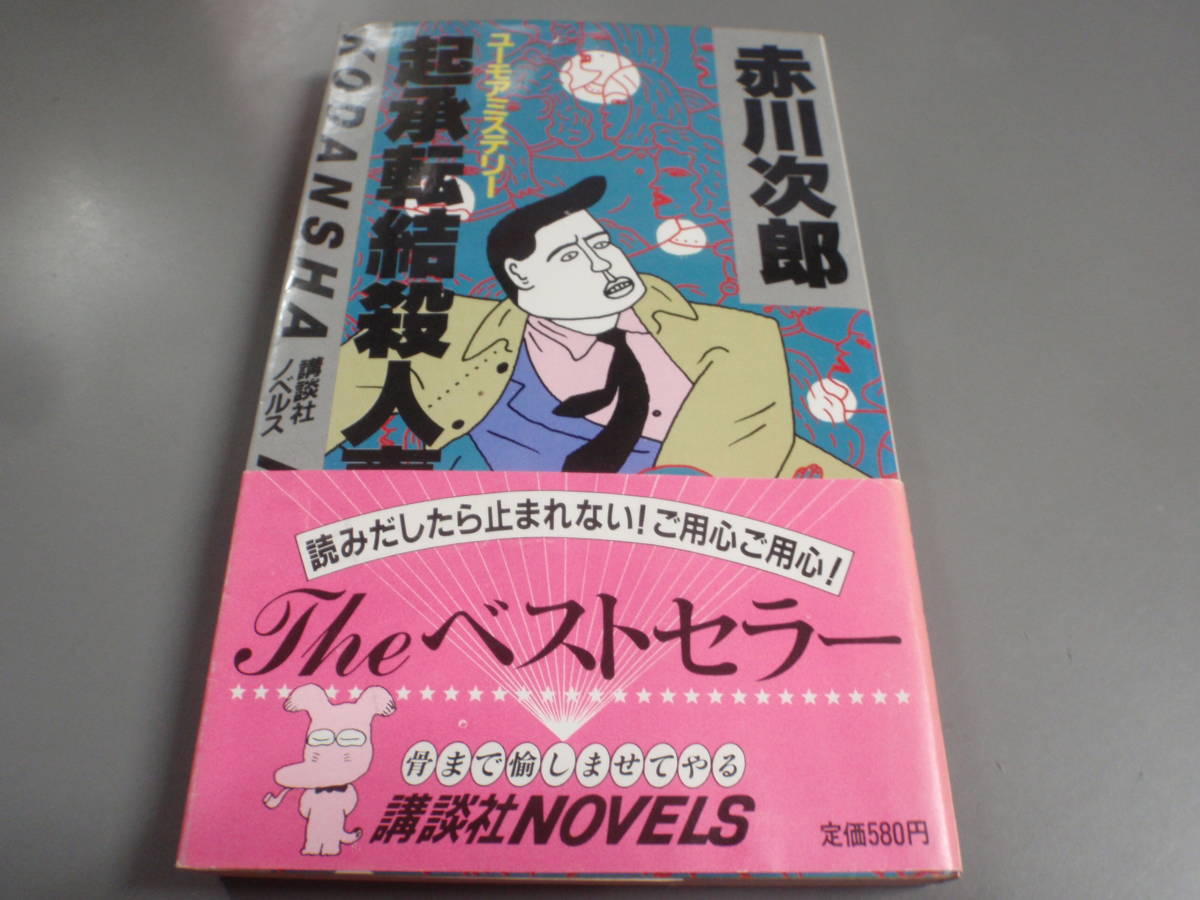 赤川次郎
ユーモアミステリー
起承転結殺人
KODANSHA
講談社
ノベルス
読みだしたら止まれない!ご用心ご用心!
Theベストセラー
骨まで愉しませてやる
講談社NOVELS
定価580円